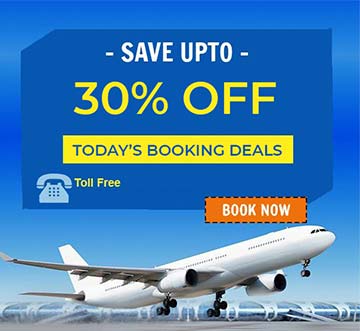 - SAVE UPTO -
30% OFF
TODAY'S BOOKING DEALS
Toll Free
BOOK NOW